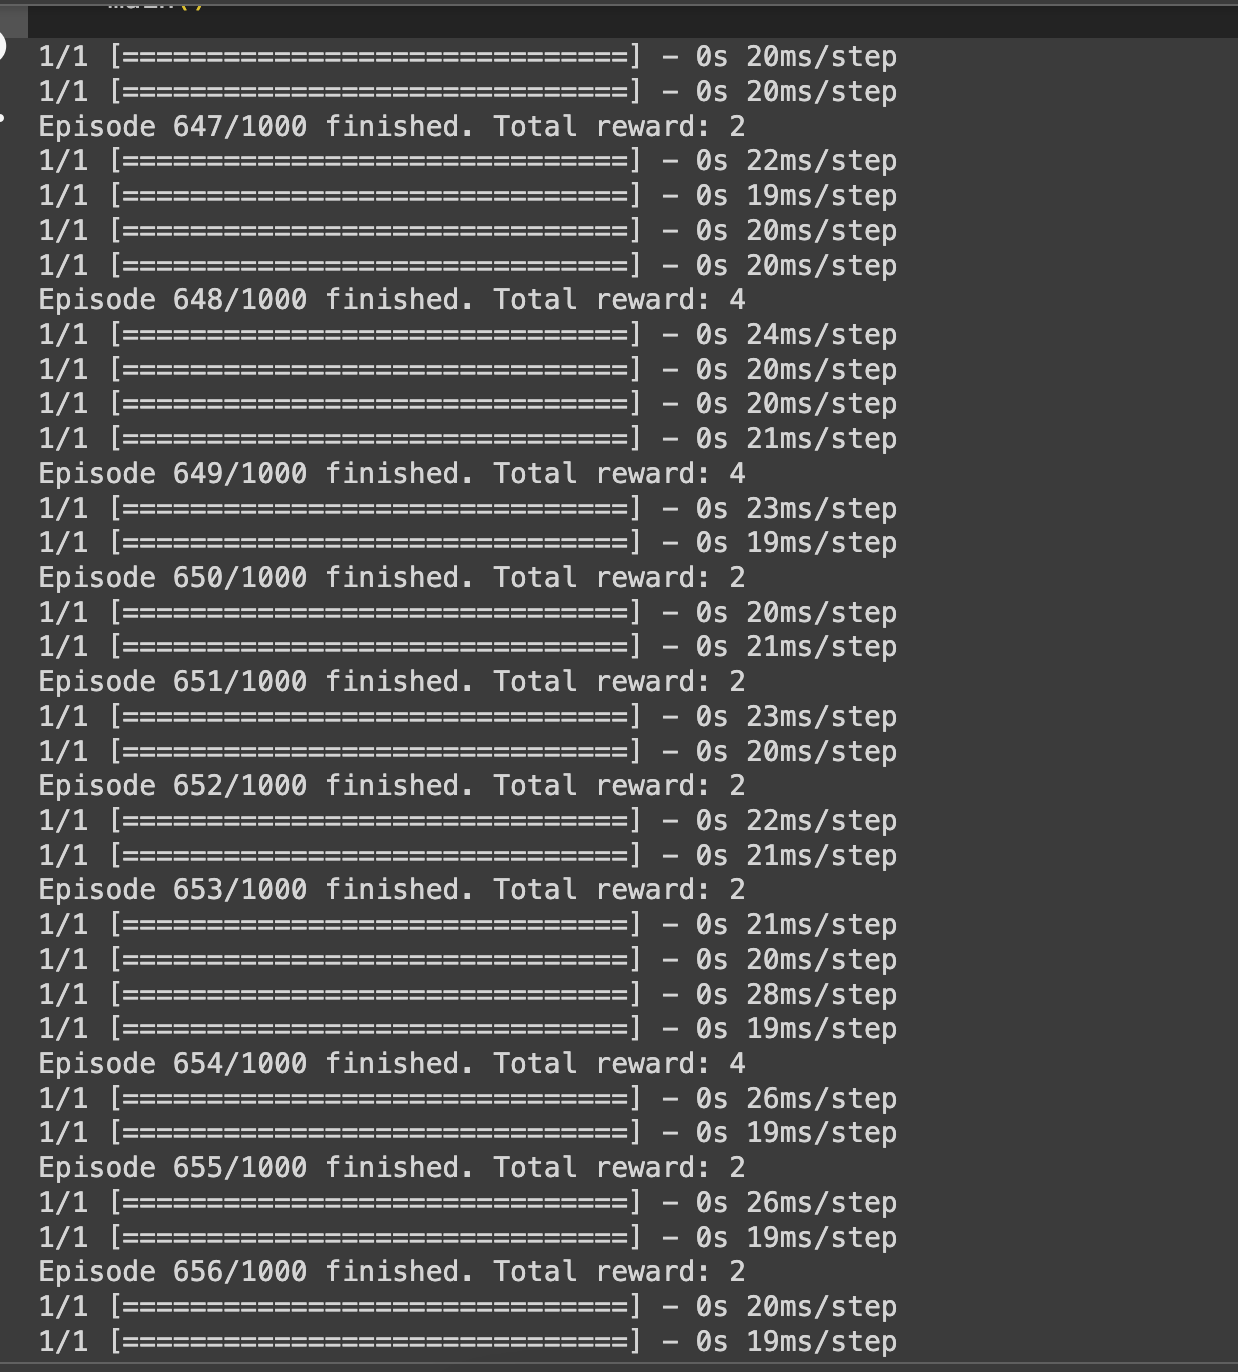 1/1 [==============================] - 0s 20ms/step
1/1 [==============================] - 0s 20ms/step
Episode 647/1000 finished. Total reward: 2
1/1 [==============================] - 0s 22ms/step
1/1 [==============================] - 0s 19ms/step
1/1 [==============================] - 0s 20ms/step
1/1 [==============================] - 0s 20ms/step
Episode 648/1000 finished. Total reward: 4
1/1 [==============================] - 0s 24ms/step
1/1 [==============================] - 0s 20ms/step
1/1 [==============================] - 0s 20ms/step
1/1 [==============================] - 0s 21ms/step
Episode 649/1000 finished. Total reward: 4
1/1 [==============================] - 0s 23ms/step
1/1 [==============================] - 0s 19ms/step
Episode 650/1000 finished. Total reward: 2
1/1 [==============================] - 0s 20ms/step
1/1 [==============================] - 0s 21ms/step
Episode 651/1000 finished. Total reward: 2
1/1 [==============================] - 0s 23ms/step
1/1 [==============================] - 0s 20ms/step
Episode 652/1000 finished. Total reward: 2
1/1 [==============================] - 0s 22ms/step
1/1 [==============================] - 0s 21ms/step
Episode 653/1000 finished. Total reward: 2
1/1 [==============================] - 0s 21ms/step
1/1 [==============================] - 0s 20ms/step
1/1 [==============================] - 0s 28ms/step
1/1 [==============================] - 0s 19ms/step
Episode 654/1000 finished. Total reward: 4
1/1 [==============================] - 0s 26ms/step
1/1 [==============================] - 0s 19ms/step
Episode 655/1000 finished. Total reward: 2
1/1 [==============================] - 0s 26ms/step
1/1 [==============================] - 0s 19ms/step
Episode 656/1000 finished. Total reward: 2
1/1 [==============================] - 0s 20ms/step
1/1 [==============================] - 0s 19ms/step